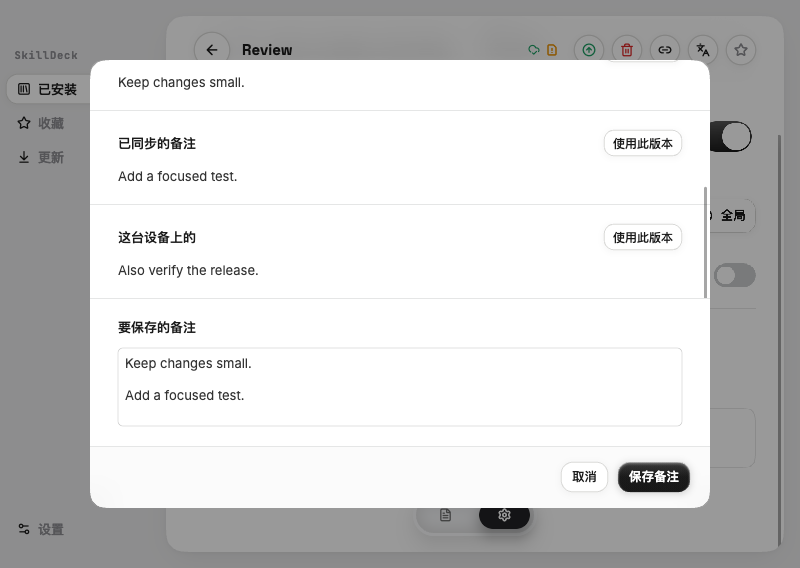 SkillDeck
Review
已安装
收藏
更新
Keep changes small.
已同步的备注
使用此版本
Add a focused test.
全局
这台设备上的
使用此版本
Also verify the release.
要保存的备注
Keep changes small.
Add a focused test.
取消
保存备注
设置